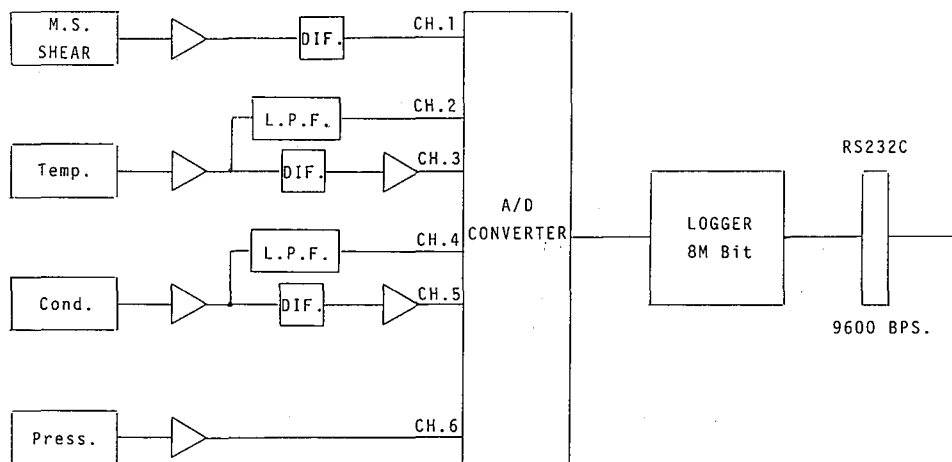 M.S.
SHEAR
DIF.
CH.1
L.P.F.
CH.2
Temp.
DIF.
CH.3
L.P.F.
CH.4
Cond.
DIF.
CH.5
Press.
CH.6
A/D
CONVERTER
LOGGER
8M Bit
RS232C
9600 BPS.